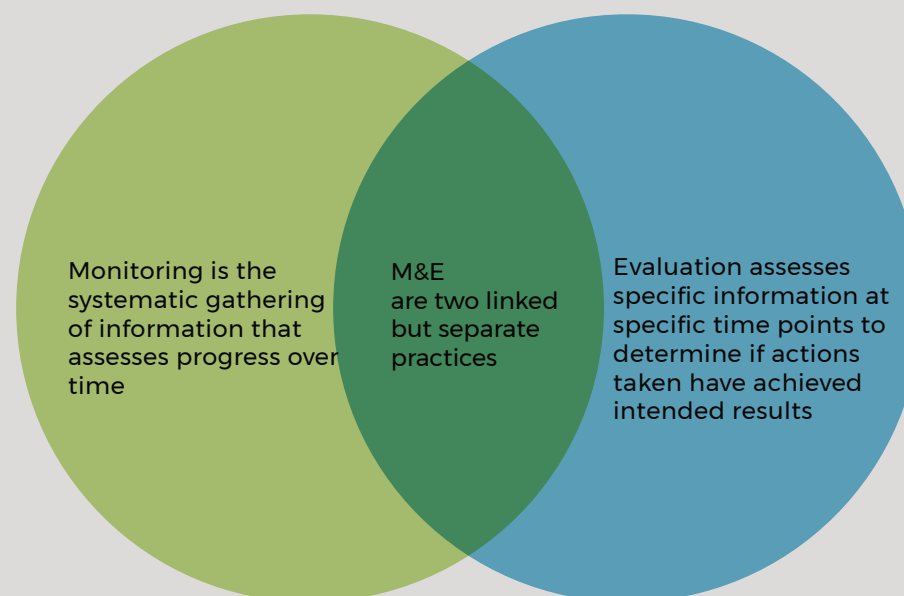 Monitoring is the
systematic gathering
of information that
assesses progress over
time
M&E
are two linked
but separate
practices
Evaluation assesses
specific information at
specific time points to
determine if actions
taken have achieved
intended results